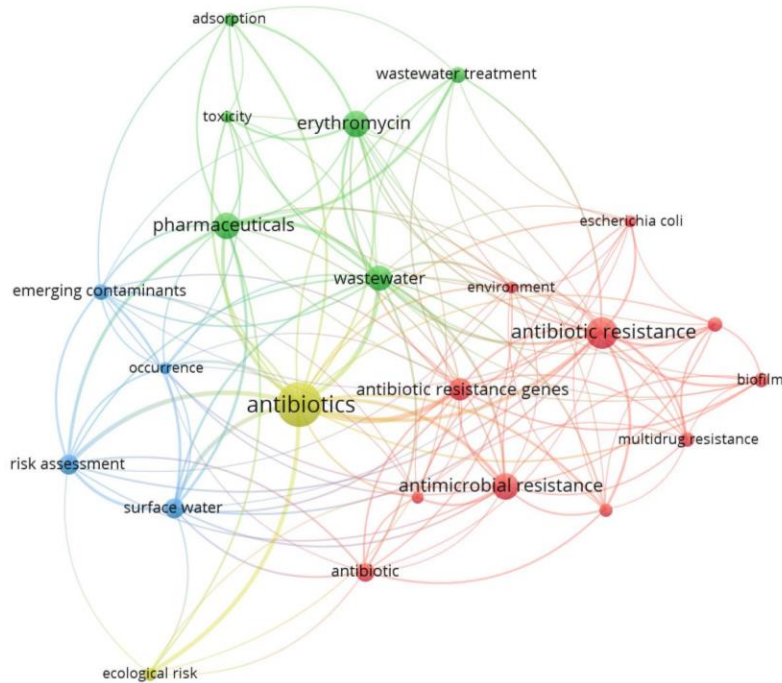 adsorption
wastewater treatment
toxicity
erythromycin
escherichia coli
pharmaceuticals
wastewater
environment
emerging contaminants
antibiotic resistance
occurrence
biofilm
antibiotic resistance genes
antibiotics
multidrug resistance
risk assessment
antimicrobial resistance
surface water
antibiotic
ecological risk